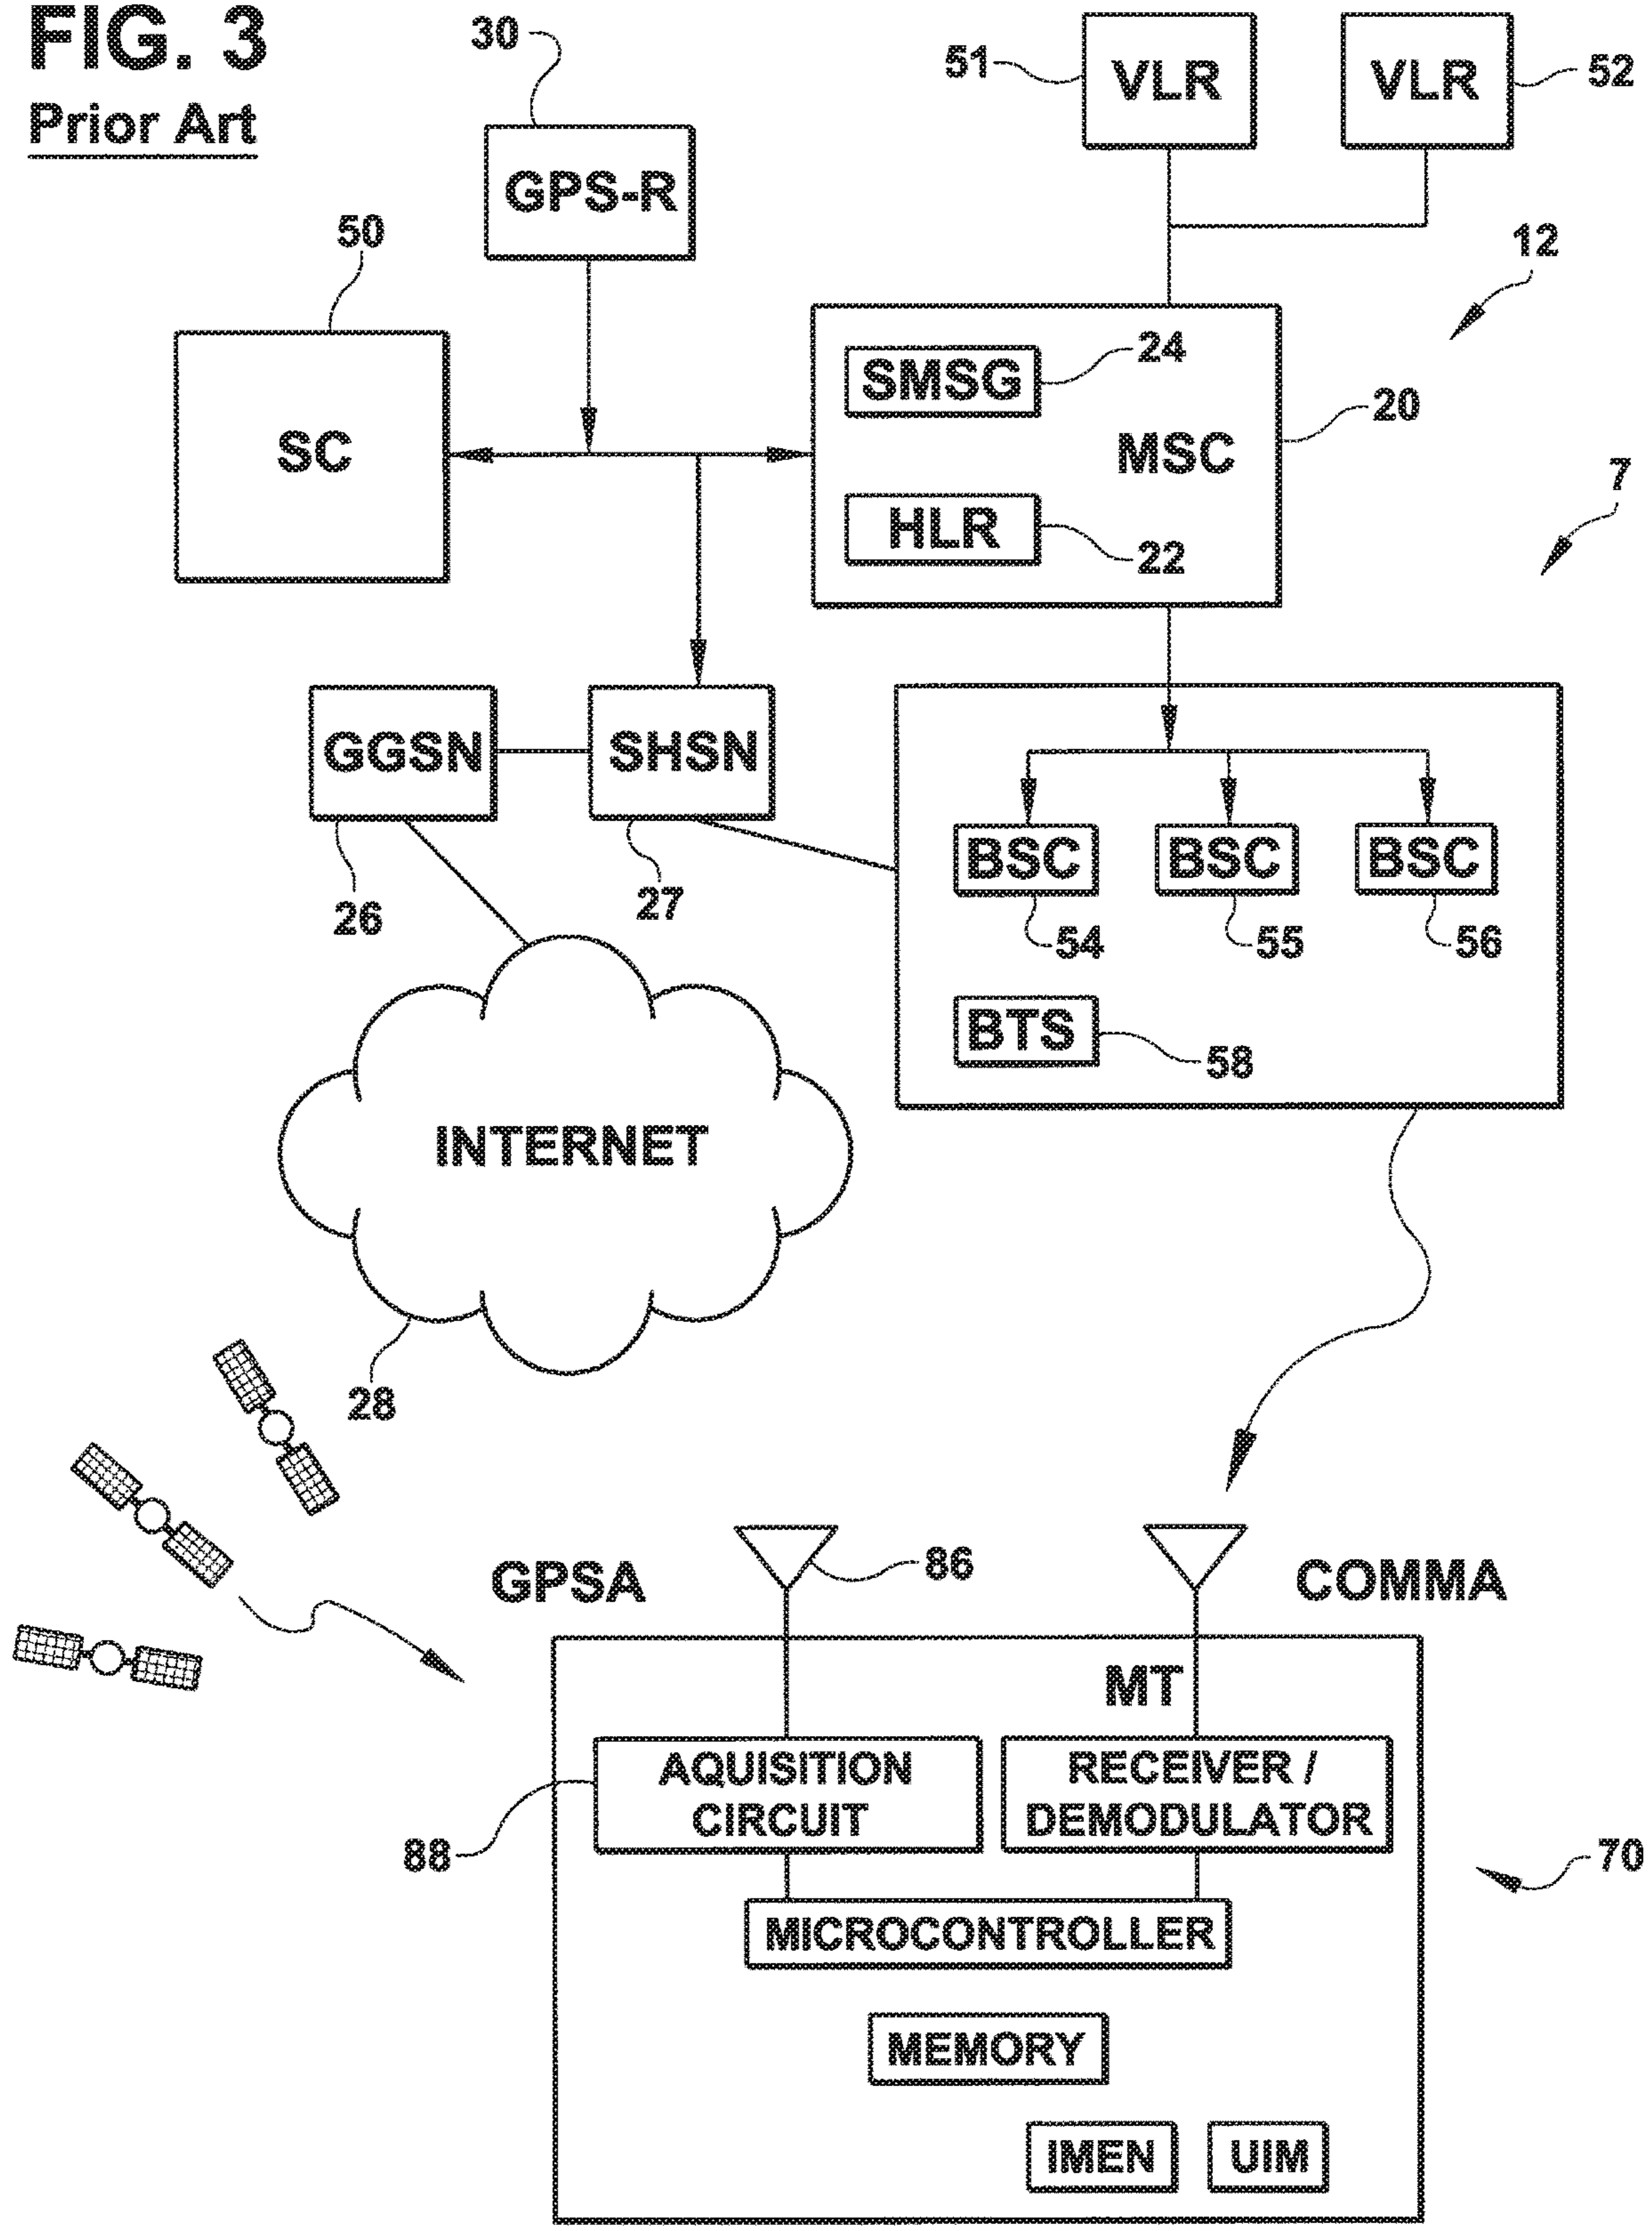 FIG. 3
Prior Art
30
51
VLR
VLR
52
GPS-R
50
12
SC
SMSG
24
20
MSC
HLR
22
7
GGSN
SHSN
26
27
BSC
BSC
BSC
54
55
56
BTS
58
INTERNET
28
GPSA
86
COMMA
MT
AQUISITION
CIRCUIT
RECEIVER /
DEMODULATOR
88
70
MICROCONTROLLER
MEMORY
IMEN
UIM